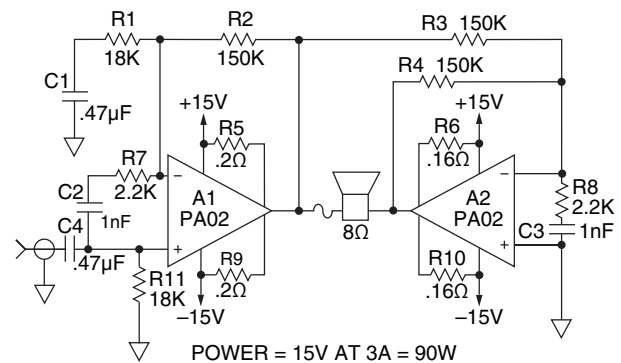 R1
18K
R2
150K
R3 150K
R4 150K
C1
.47µF
+15V
+15V
R5
.2Ω
R6
.16Ω
R7
2.2K
C2
1nF
–
A1
PA02
+
A2
PA02
–
+
R8
2.2K
C3
1nF
C4
.47µF
8Ω
R11
18K
R9
.2Ω
R10
.16Ω
–15V
–15V
POWER = 15V AT 3A = 90W